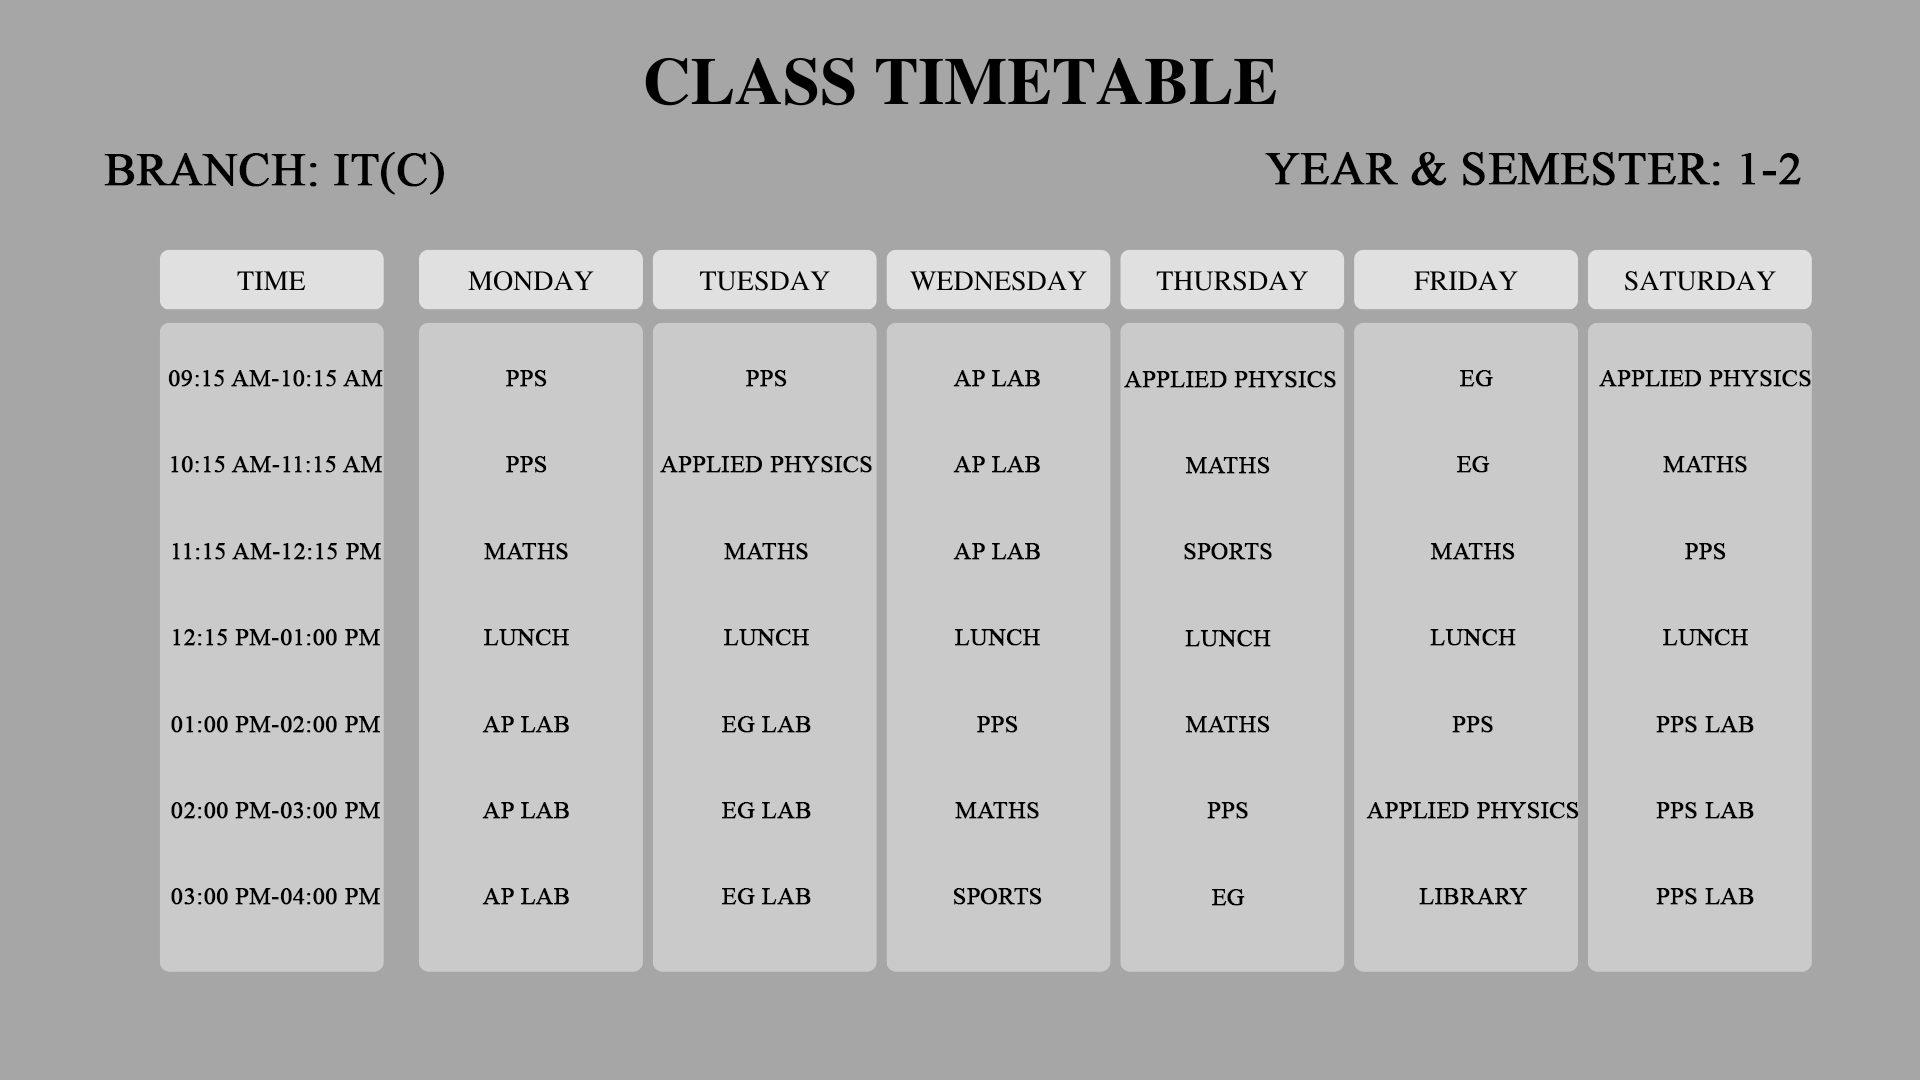 CLASS TIMETABLE
BRANCH: IT(C) YEAR & SEMESTER: 1-2
TIME MONDAY TUESDAY WEDNESDAY THURSDAY FRIDAY SATURDAY
09:15 AM-10:15 AM PPS PPS AP LAB APPLIED PHYSICS EG APPLIED PHYSICS
10:15 AM-11:15 AM PPS APPLIED PHYSICS AP LAB MATHS EG MATHS
11:15 AM-12:15 PM MATHS MATHS AP LAB SPORTS MATHS PPS
12:15 PM-01:00 PM LUNCH LUNCH LUNCH LUNCH LUNCH LUNCH
01:00 PM-02:00 PM AP LAB EG LAB PPS MATHS PPS PPS LAB
02:00 PM-03:00 PM AP LAB EG LAB MATHS PPS APPLIED PHYSICS PPS LAB
03:00 PM-04:00 PM AP LAB EG LAB SPORTS EG LIBRARY PPS LAB